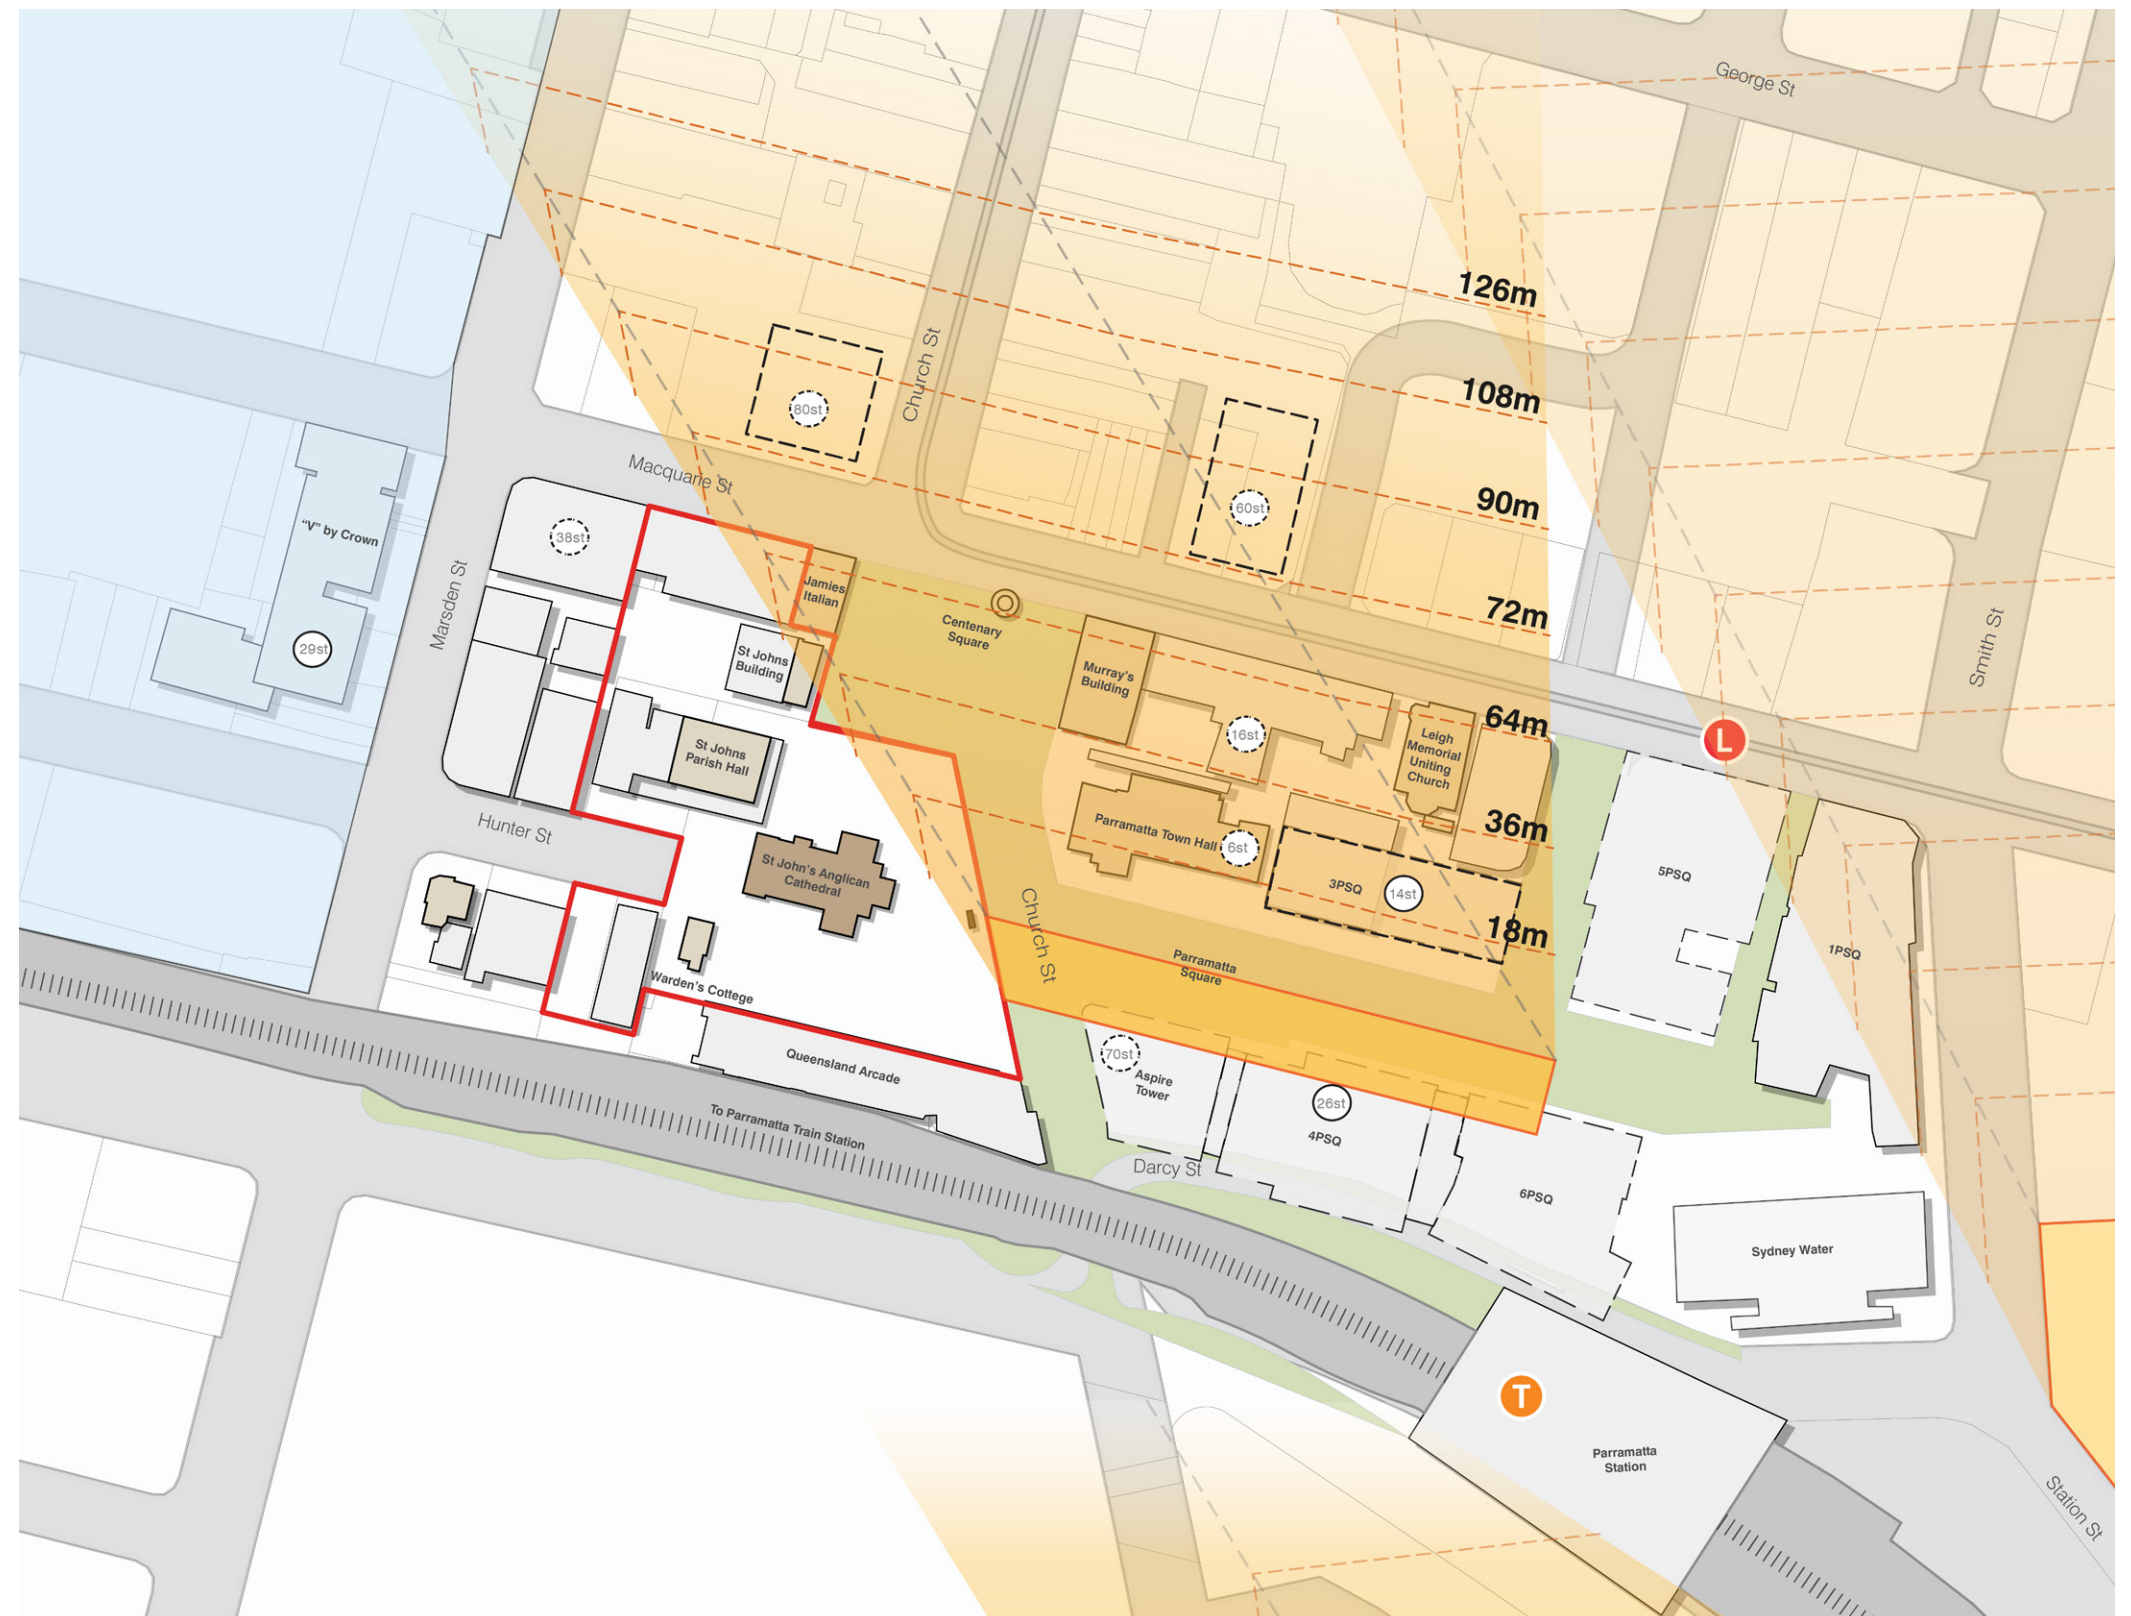 George St
126m
Church St
108m
80st
Macquarie St
90m
60st
"V" by Crown
38st
Jamies
Italian
72m
Centenary
Square
Marsden St
Smith St
29st
St Johns
Building
Murray's
Building
64m
L
16st
Leigh
Memorial
Uniting
Church
St Johns
Parish Hall
36m
Hunter St
Parramatta Town Hall
6st
St John's Anglican
Cathedral
3PSQ
14st
5PSQ
18m
Church St
1PSQ
Parramatta
Square
Warden's Cottege
Queensland Arcade
70st
Aspire
Tower
26st
4PSQ
To Parramatta Train Station
Darcy St
6PSQ
Sydney Water
T
Parramatta
Station
Station St